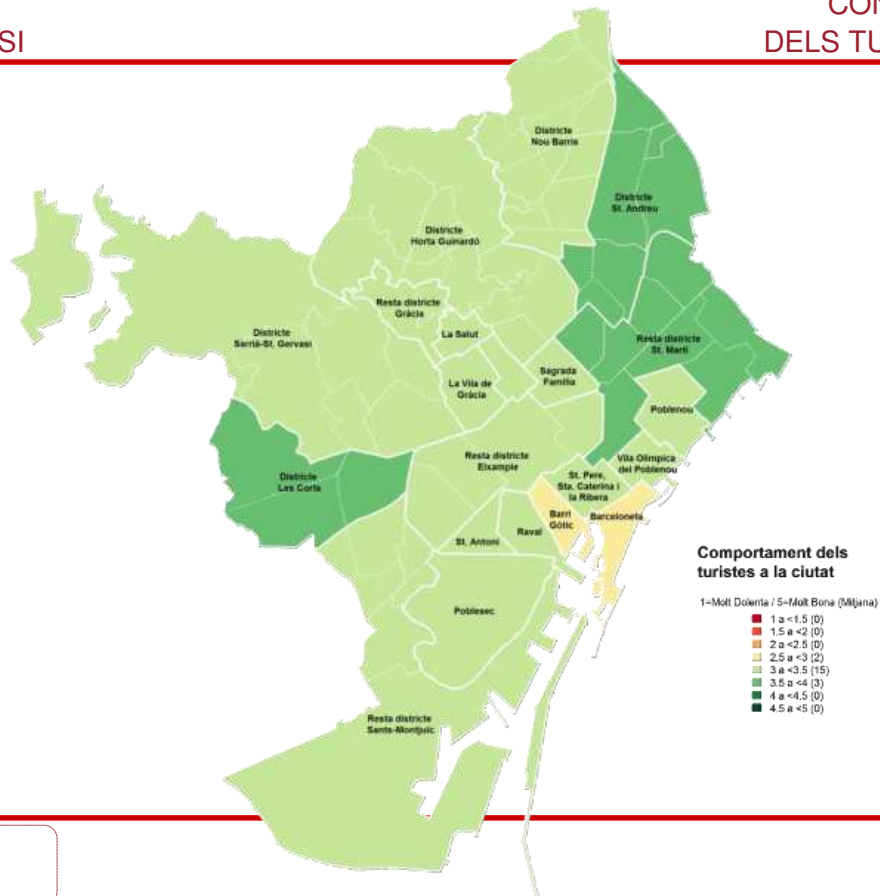 SI
CON
DELS TU
Districte
Nou Barris
Districte
St. Andreu
Districte
Horta Guinardó
Resta districte
Gràcia
La Salut
Districte
Sarrià-St. Gervasi
Resta districte
St. Martí
Sagrada
Família
La Vila de
Gràcia
Poblenou
Resta districte
Eixample
Vila Olímpica
del Poblenou
Districte
Les Corts
St. Pere,
Sta. Caterina i
la Ribera
Barri
Gòtic
Barceloneta
Raval
St. Antoni
Poblesec
Resta districte
Sants-Montjuïc
Comportament dels
turistes a la ciutat
1=Molt Dolenta / 5=Molt Bona (Mitjana)
1 a <1.5 (0)
1.5 a <2 (0)
2 a <2.5 (0)
2.5 a <3 (2)
3 a <3.5 (15)
3.5 a <4 (3)
4 a <4.5 (0)
4.5 a <5 (0)